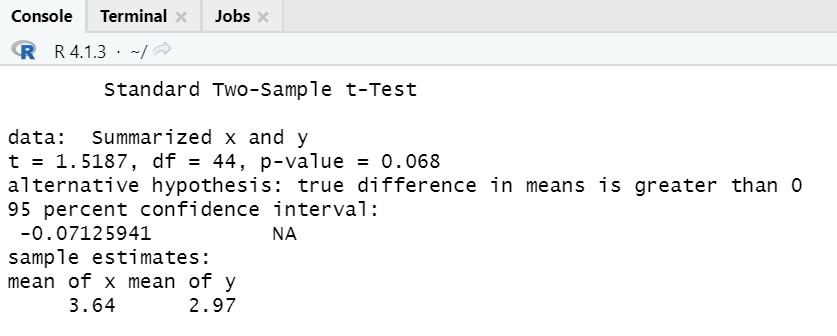 Console Terminal × Jobs ×
R R 4.1.3 · ~/
Standard Two-Sample t-Test
data: Summarized x and y
t = 1.5187, df = 44, p-value = 0.068
alternative hypothesis: true difference in means is greater than 0
95 percent confidence interval:
-0.07125941 NA
sample estimates:
mean of x mean of y
3.64 2.97